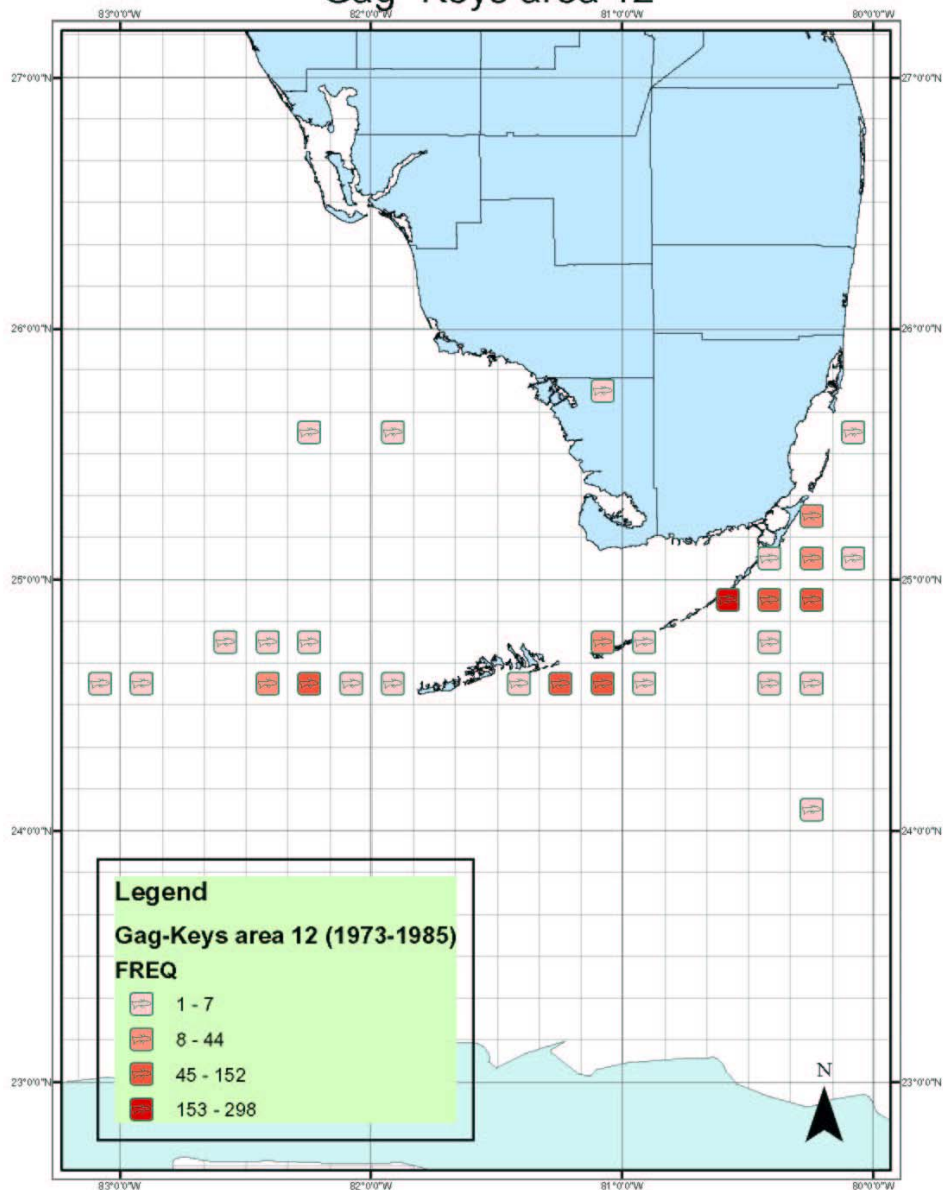 Gag- Keys area 12
83°0'0"W 82°0'0"W 81°0'0"W 80°0'0"W
27°0'0"N 27°0'0"N
26°0'0"N 26°0'0"N
25°0'0"N 25°0'0"N
24°0'0"N 24°0'0"N
Legend
Gag-Keys area 12 (1973-1985)
FREQ
1 - 7
8 - 44
45 - 152
153 - 298
N
23°0'0"N 23°0'0"N
83°0'0"W 82°0'0"W 81°0'0"W 80°0'0"W